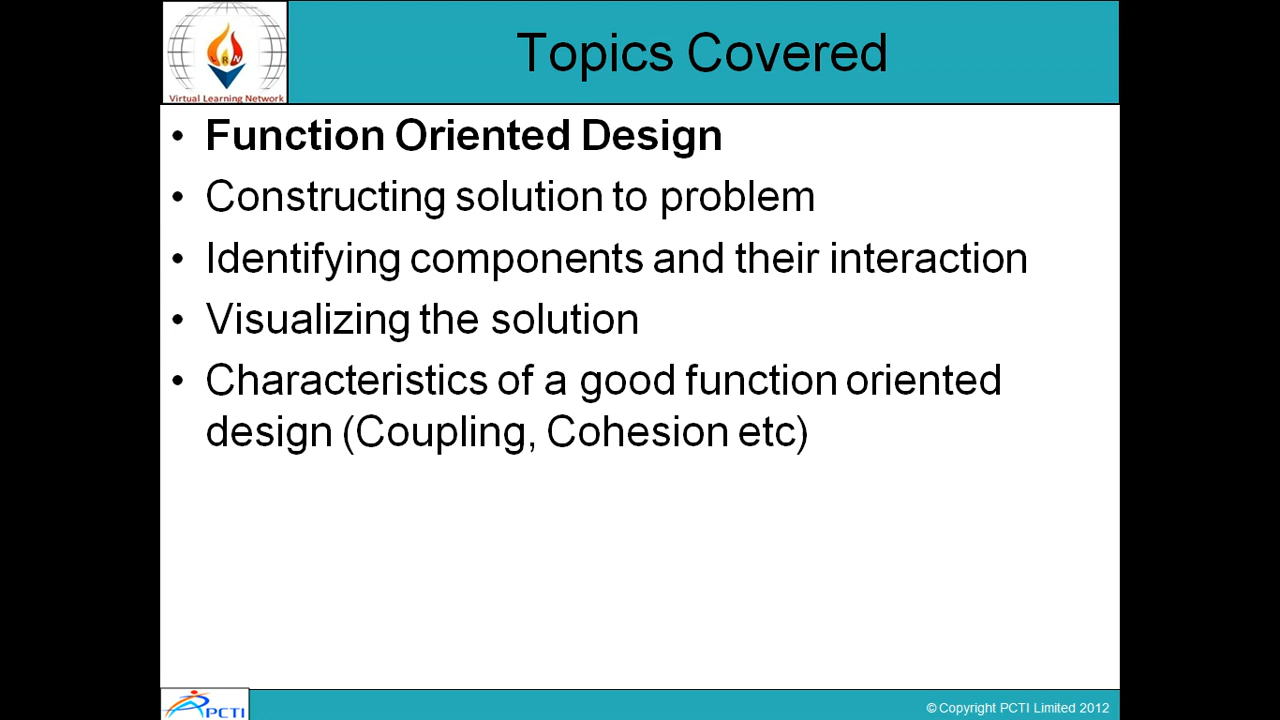 Topics Covered
LRN
Virtual Learning Network
• Function Oriented Design
• Constructing solution to problem
• Identifying components and their interaction
• Visualizing the solution
• Characteristics of a good function oriented
design (Coupling, Cohesion etc)
PCTI
© Copyright PCTI Limited 2012